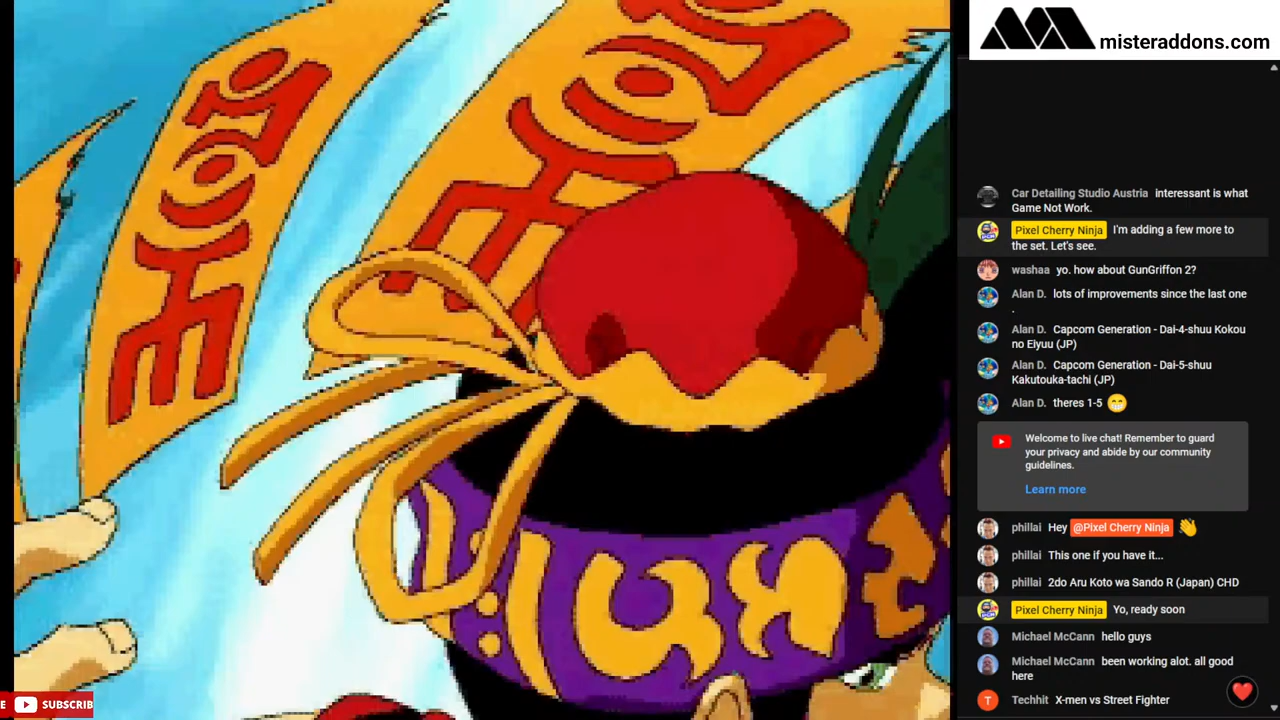 misteraddons.com
Car Detailing Studio Austria interessant is what
Game Not Work.
Pixel Cherry Ninja I'm adding a few more to
the set. Let's see.
washaa yo. how about GunGriffon 2?
Alan D. lots of improvements since the last one
.
Alan D. Capcom Generation - Dai-4-shuu Kokou
no Eiyuu (JP)
Alan D. Capcom Generation - Dai-5-shuu
Kakutouka-tachi (JP)
Alan D. theres 1-5
Welcome to live chat! Remember to guard
your privacy and abide by our community
guidelines.
Learn more
phillai Hey @Pixel Cherry Ninja
phillai This one if you have it...
phillai 2do Aru Koto wa Sando R (Japan) CHD
Pixel Cherry Ninja Yo, ready soon
Michael McCann hello guys
Michael McCann been working alot. all good
here
T Techhit X-men vs Street Fighter
E SUBSCRIB